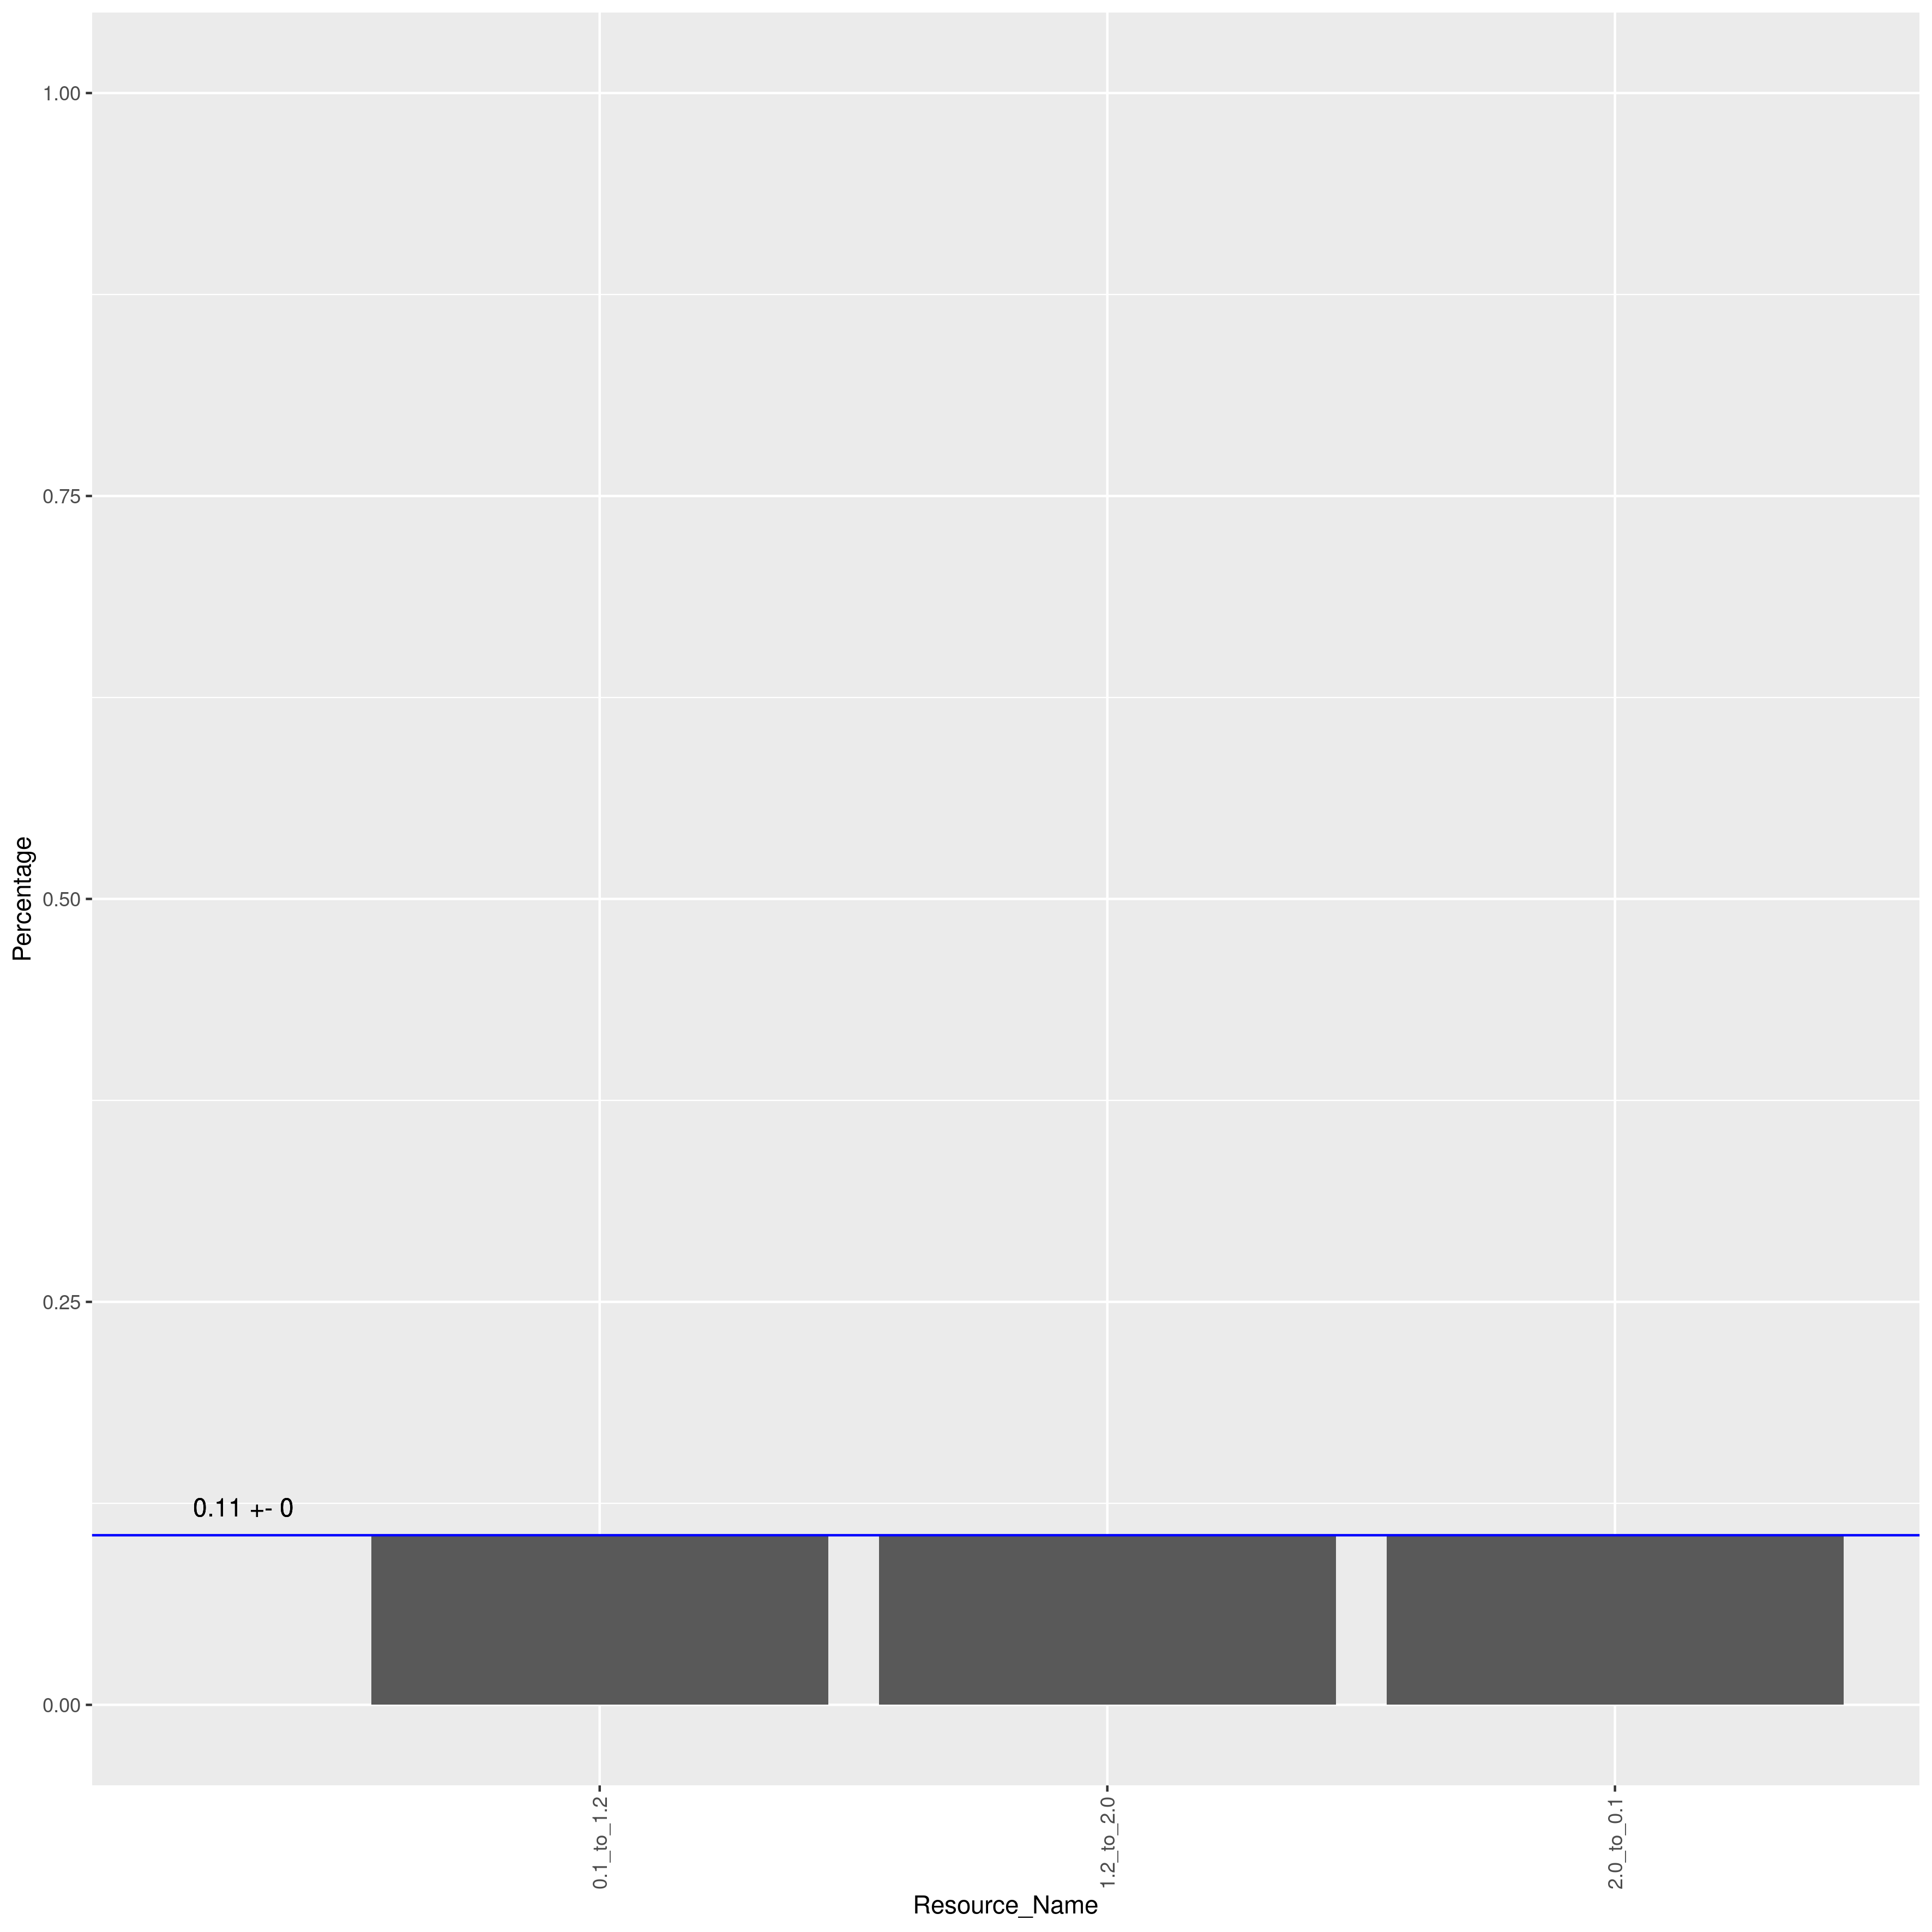 1.00
0.75
0.50
0.25
0.00
Percentage
0.11 +- 0
0.1_to_1.2
1.2_to_2.0
2.0_to_0.1
Resource_Name